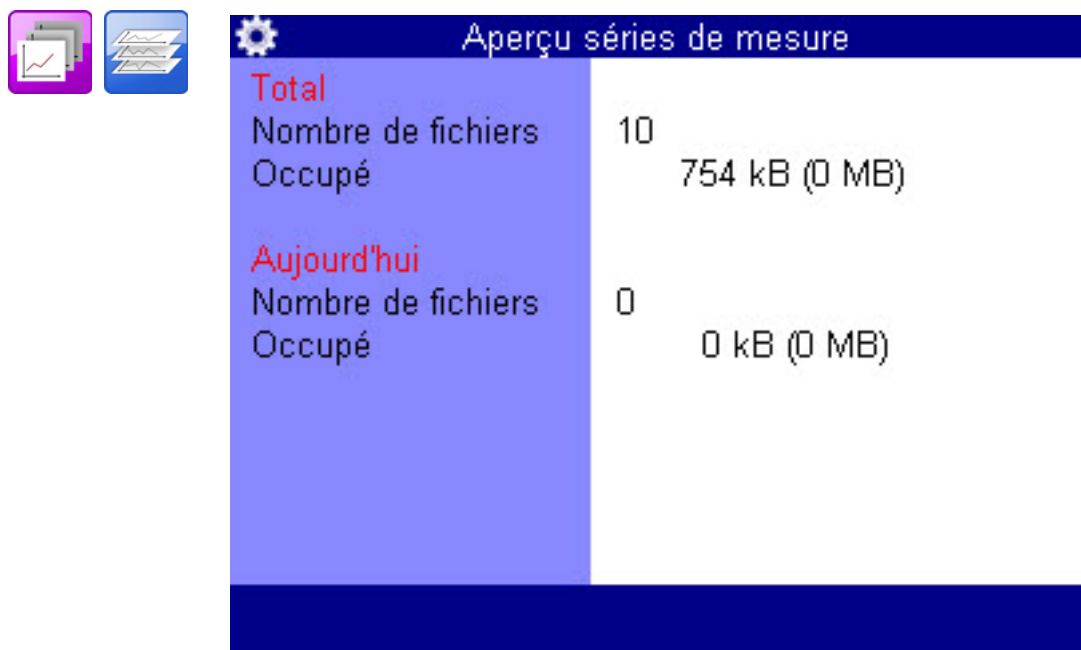 Aperçu séries de mesure
Total
Nombre de fichiers 10
Occupé 754 kB (0 MB)
Aujourd'hui
Nombre de fichiers 0
Occupé 0 kB (0 MB)